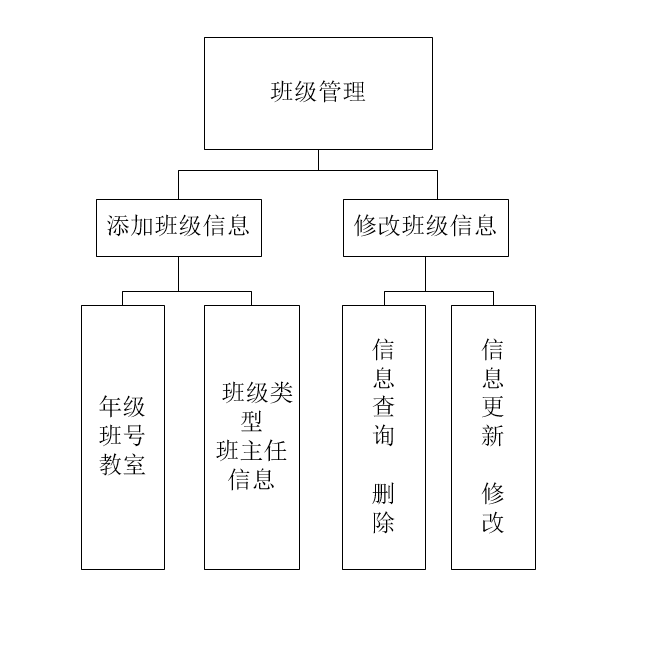 班级管理
添加班级信息
修改班级信息
年级
班号
教室
班级类
型
班主任
信息
信
息
查
询
删
除
信
息
更
新
修
改